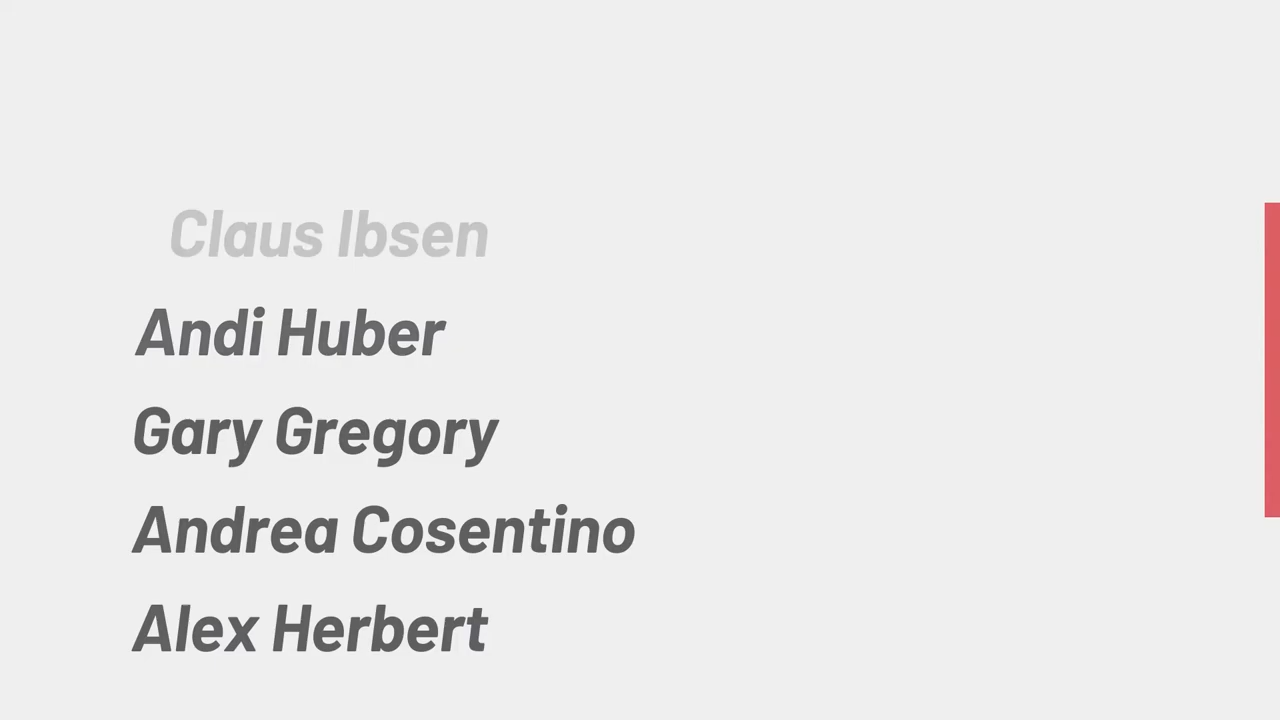 Claus Ibsen
Andi Huber
Gary Gregory
Andrea Cosentino
Alex Herbert